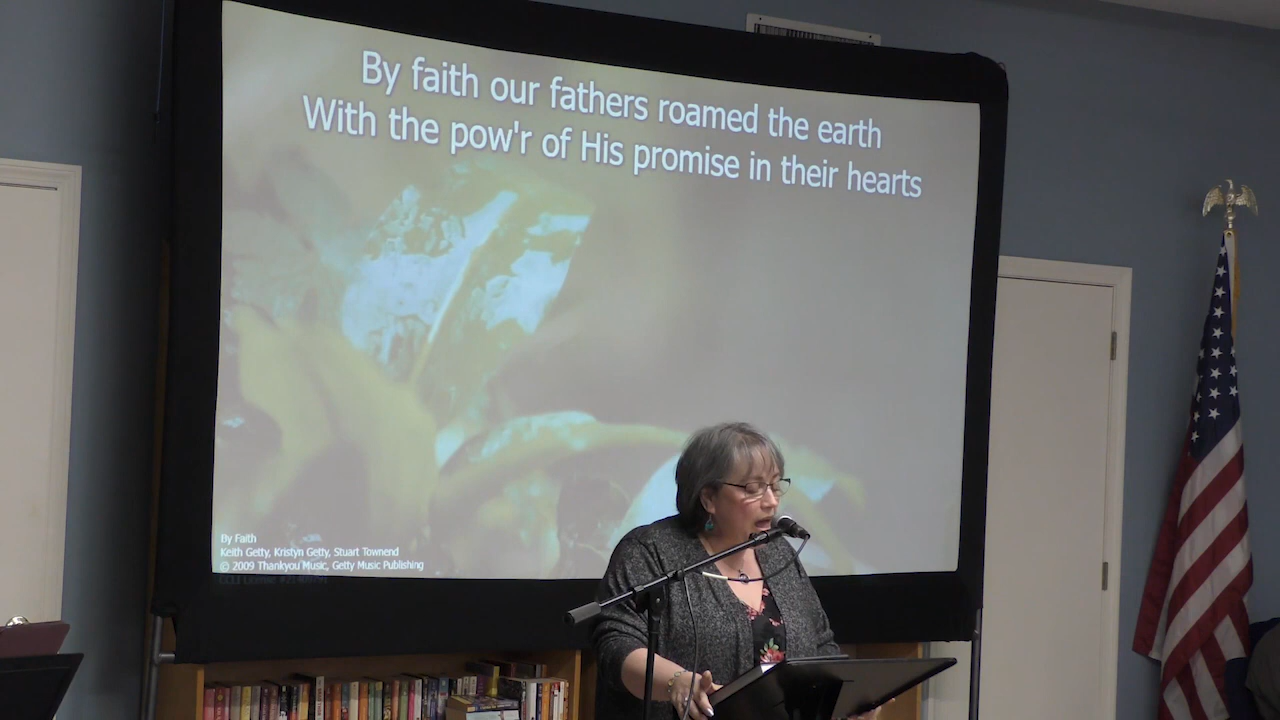 By faith our fathers roamed the earth
With the pow'r of His promise in their hearts
By Faith
Keith Getty, Kristyn Getty, Stuart Townend
© 2009 Thankyou Music, Getty Music Publishing